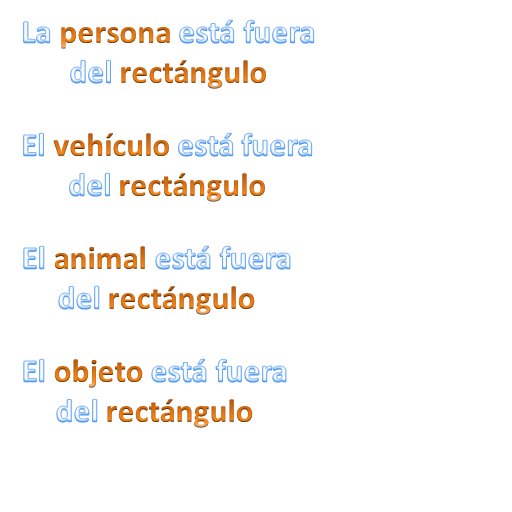 La persona está fuera
del rectángulo
El vehículo está fuera
del rectángulo
El animal está fuera
del rectángulo
El objeto está fuera
del rectángulo